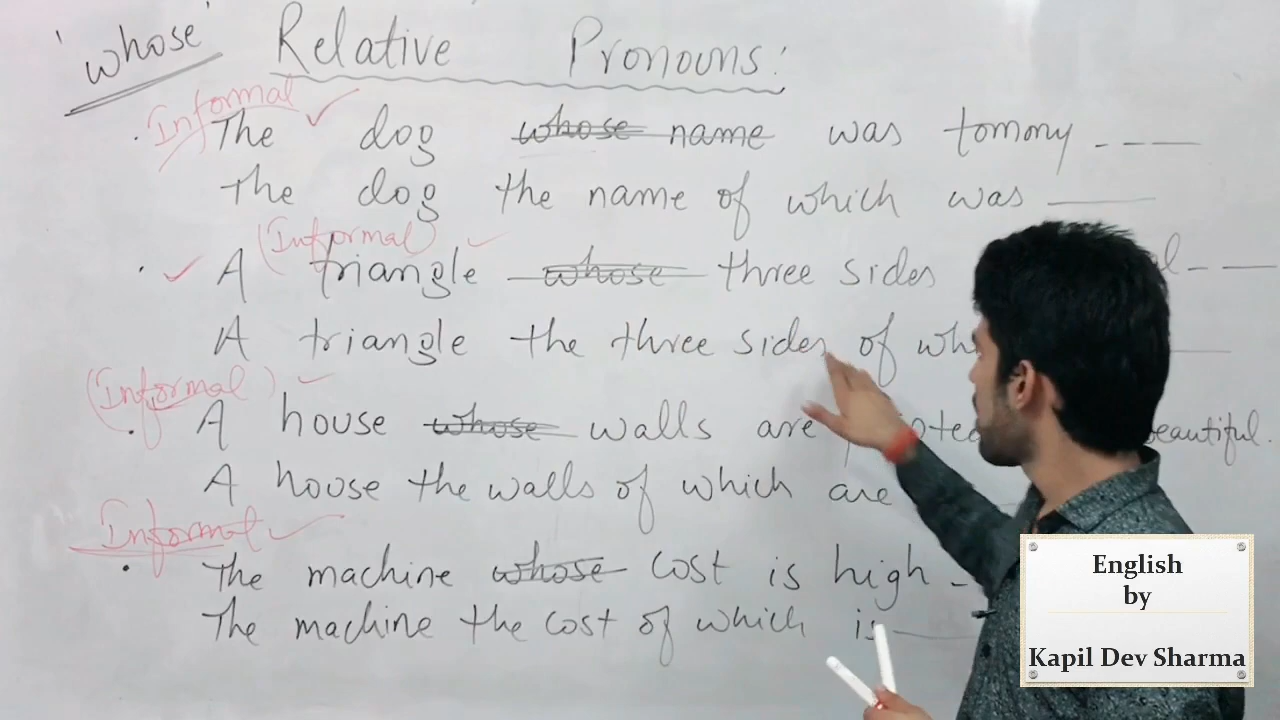 'whose' Relative Pronouns:
Informal
The dog whose name was tommy ----
The dog the name of which was ____
(Informal)
A triangle whose three sides
A triangle the three sides of
(Informal)
A house whose walls are beautiful.
A house the walls of which are
Informal
The machine whose cost is high -
The machine the cost of which is ____
English
by
Kapil Dev Sharma